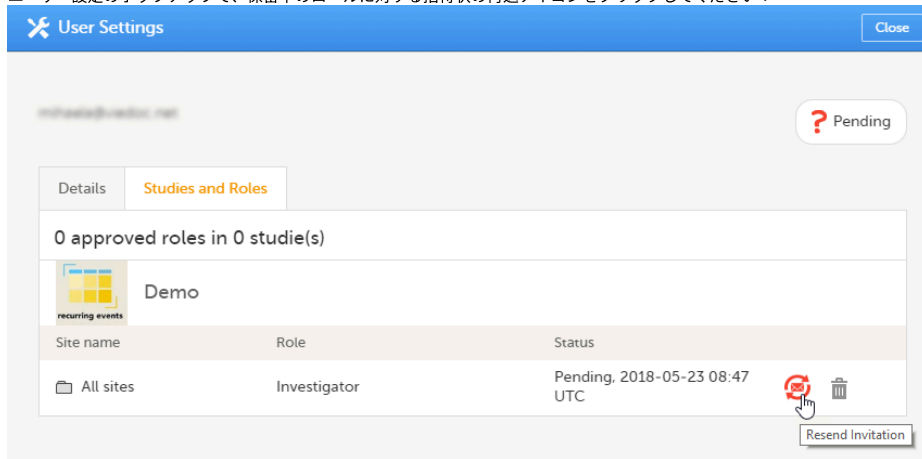 User Settings
Close
Pending
Details
Studies and Roles
0 approved roles in 0 studie(s)
recurring events
Demo
Site name
Role
Status
All sites
Investigator
Pending, 2018-05-23 08:47
UTC
Resend Invitation